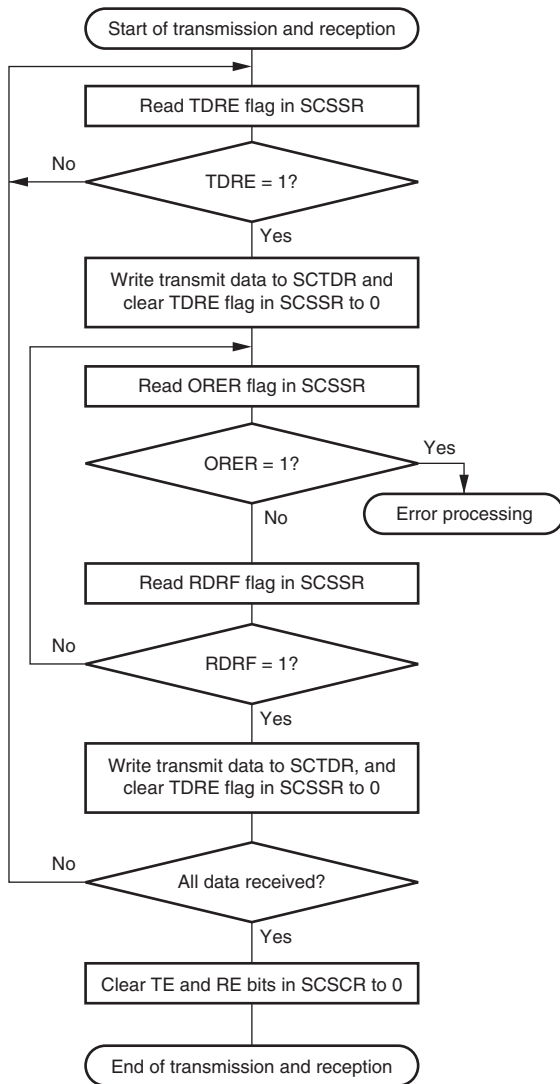 Start of transmission and reception
Read TDRE flag in SCSSR
No
TDRE = 1?
Yes
Write transmit data to SCTDR and
clear TDRE flag in SCSSR to 0
Read ORER flag in SCSSR
Yes
ORER = 1?
Error processing
No
Read RDRF flag in SCSSR
No
RDRF = 1?
Yes
Write transmit data to SCTDR, and
clear TDRE flag in SCSSR to 0
No
All data received?
Yes
Clear TE and RE bits in SCSCR to 0
End of transmission and reception